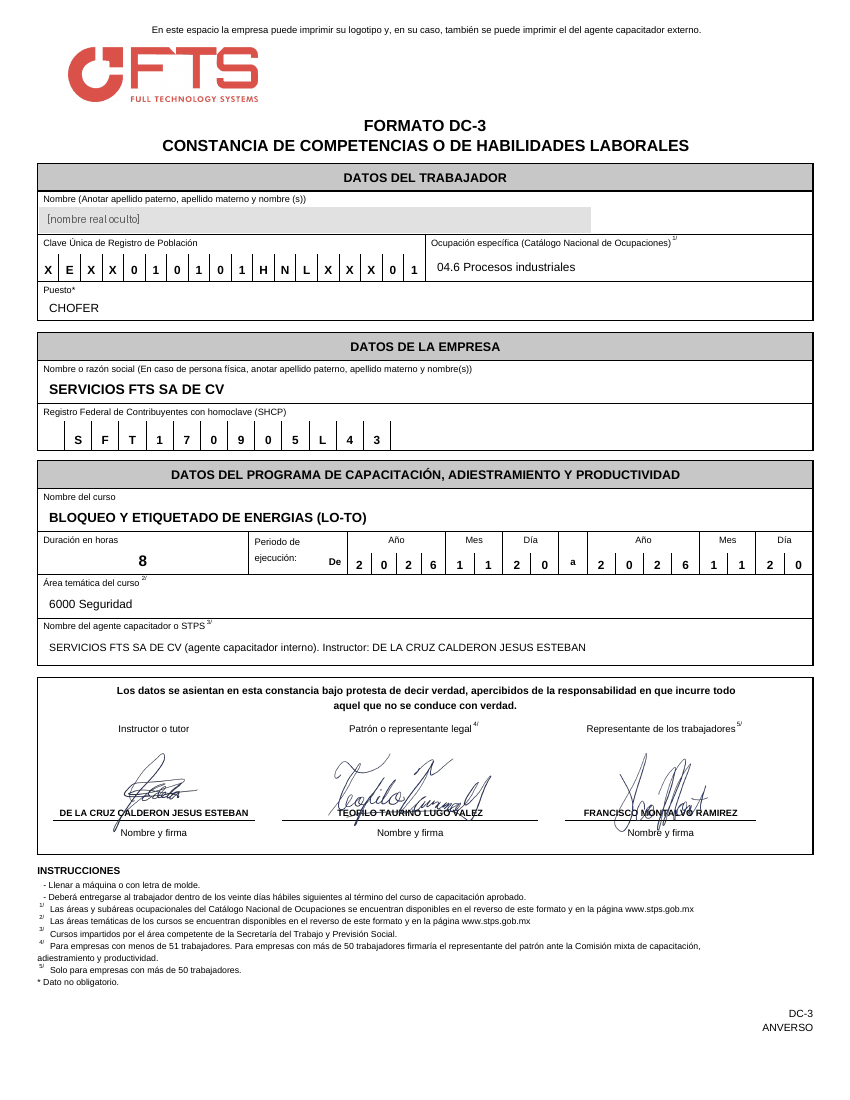 En este espacio la empresa puede imprimir su logotipo y, en su caso, también se puede imprimir el del agente capacitador externo.
FTS
FULL TECHNOLOGY SYSTEMS
FORMATO DC-3
CONSTANCIA DE COMPETENCIAS O DE HABILIDADES LABORALES
DATOS DEL TRABAJADOR
Nombre (Anotar apellido paterno, apellido materno y nombre (s))
[nombre real oculto]
Clave Única de Registro de Población
Ocupación específica (Catálogo Nacional de Ocupaciones) 1/
X E X X 0 1 0 1 0 1 H N L X X X 0 1
04.6 Procesos industriales
Puesto*
CHOFER
DATOS DE LA EMPRESA
Nombre o razón social (En caso de persona física, anotar apellido paterno, apellido materno y nombre(s))
SERVICIOS FTS SA DE CV
Registro Federal de Contribuyentes con homoclave (SHCP)
S F T 1 7 0 9 0 5 L 4 3
DATOS DEL PROGRAMA DE CAPACITACIÓN, ADIESTRAMIENTO Y PRODUCTIVIDAD
Nombre del curso
BLOQUEO Y ETIQUETADO DE ENERGIAS (LO-TO)
Duración en horas
8
Periodo de
ejecución:
De
Año Mes Día
2 0 2 6 1 1 2 0
a
Año Mes Día
2 0 2 6 1 1 2 0
Área temática del curso 2/
6000 Seguridad
Nombre del agente capacitador o STPS 3/
SERVICIOS FTS SA DE CV (agente capacitador interno). Instructor: DE LA CRUZ CALDERON JESUS ESTEBAN
Los datos se asientan en esta constancia bajo protesta de decir verdad, apercibidos de la responsabilidad en que incurre todo
aquel que no se conduce con verdad.
Instructor o tutor
Patrón o representante legal 4/
Representante de los trabajadores 5/
DE LA CRUZ CALDERON JESUS ESTEBAN
TEOFILO TAURINO LUGO VALEZ
FRANCISCO MONTALVO RAMIREZ
Nombre y firma
Nombre y firma
Nombre y firma
INSTRUCCIONES
- Llenar a máquina o con letra de molde.
- Deberá entregarse al trabajador dentro de los veinte días hábiles siguientes al término del curso de capacitación aprobado.
1/ Las áreas y subáreas ocupacionales del Catálogo Nacional de Ocupaciones se encuentran disponibles en el reverso de este formato y en la página www.stps.gob.mx
2/ Las áreas temáticas de los cursos se encuentran disponibles en el reverso de este formato y en la página www.stps.gob.mx
3/ Cursos impartidos por el área competente de la Secretaría del Trabajo y Previsión Social.
4/ Para empresas con menos de 51 trabajadores. Para empresas con más de 50 trabajadores firmaría el representante del patrón ante la Comisión mixta de capacitación,
adiestramiento y productividad.
5/ Solo para empresas con más de 50 trabajadores.
* Dato no obligatorio.
DC-3
ANVERSO